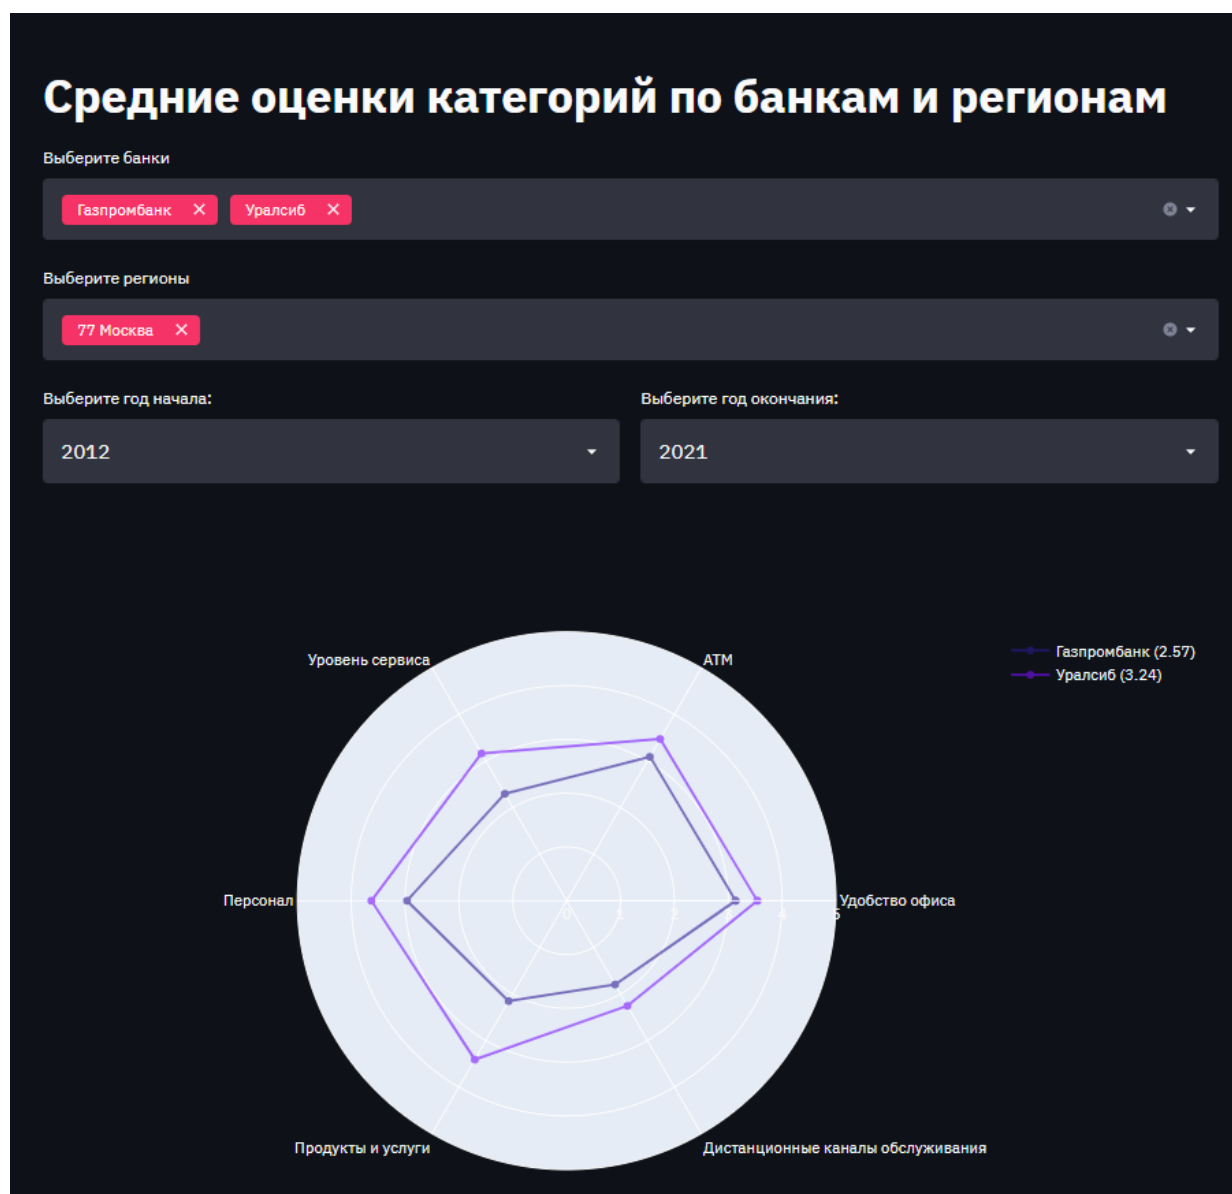 Средние оценки категорий по банкам и регионам
Выберите банки
Газпромбанк
Уралсиб
Выберите регионы
77 Москва
Выберите год начала:
Выберите год окончания:
2012
2021
Уровень сервиса
ATM
Газпромбанк (2.57)
Уралсиб (3.24)
Персонал
Удобство офиса
0 1 2 3 4 5
Продукты и услуги
Дистанционные каналы обслуживания